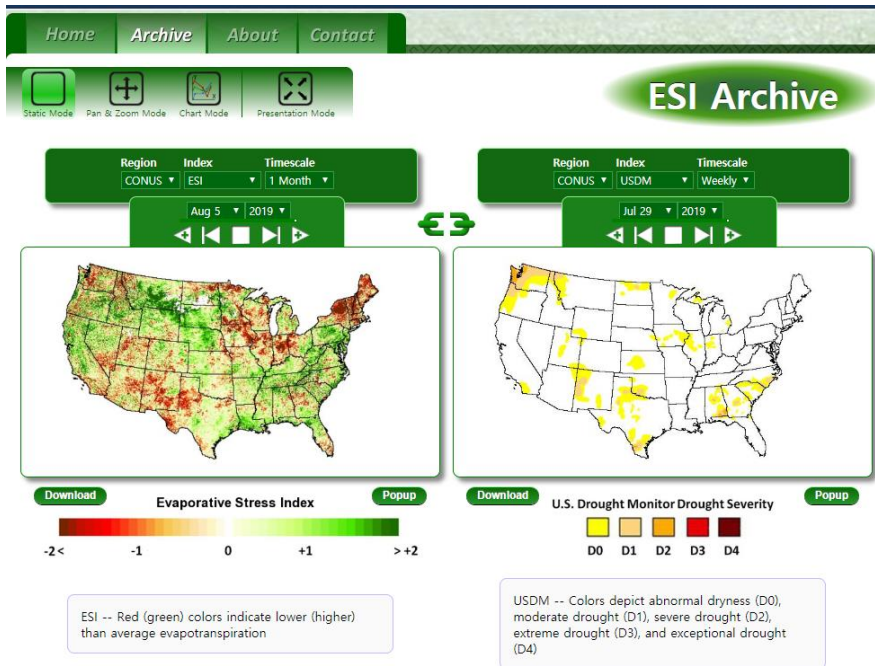 Home Archive About Contact
Static Mode Pan & Zoom Mode Chart Mode Presentation Mode
ESI Archive
Region Index Timescale
CONUS ESI 1 Month
Aug 5 2019
Region Index Timescale
CONUS USDM Weekly
Jul 29 2019
Download
Evaporative Stress Index
Popup
-2 < -1 0 +1 > +2
ESI -- Red (green) colors indicate lower (higher)
than average evapotranspiration
Download
U.S. Drought Monitor Drought Severity
Popup
D0 D1 D2 D3 D4
USDM -- Colors depict abnormal dryness (D0),
moderate drought (D1), severe drought (D2),
extreme drought (D3), and exceptional drought
(D4)